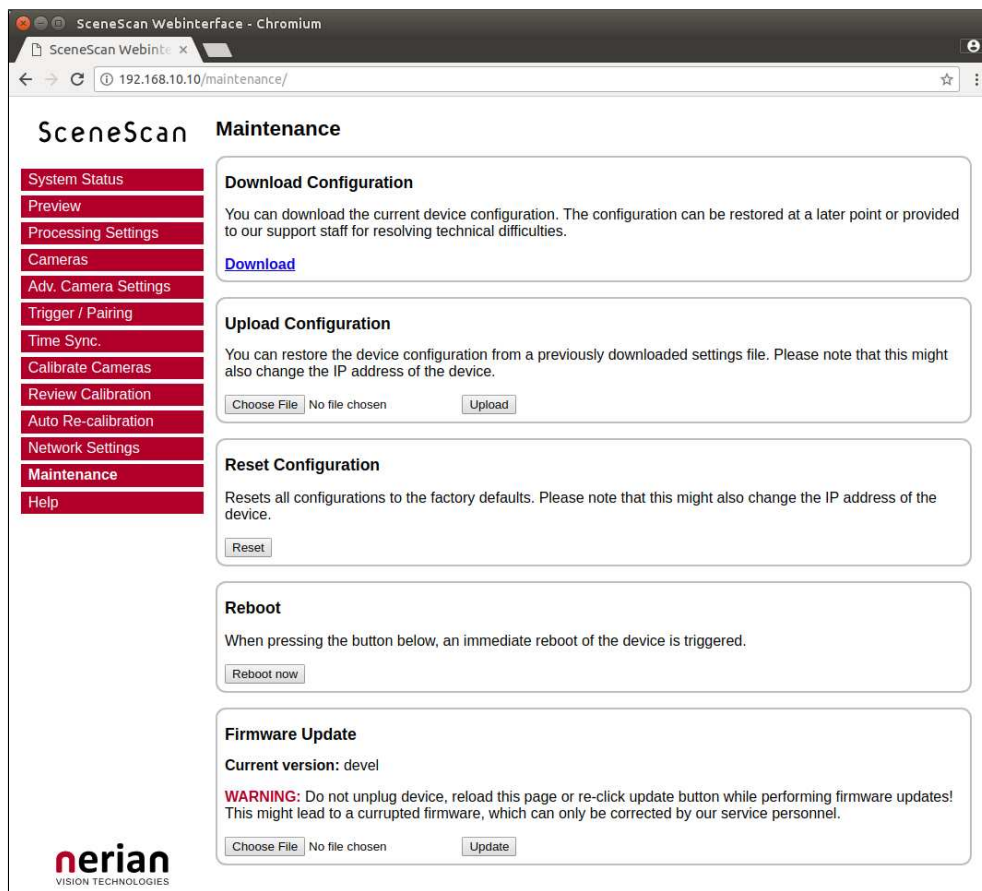 SceneScan Webinterface - Chromium
SceneScan Webinte
192.168.10.10/maintenance/
SceneScan
System Status
Preview
Processing Settings
Cameras
Adv. Camera Settings
Trigger / Pairing
Time Sync.
Calibrate Cameras
Review Calibration
Auto Re-calibration
Network Settings
Maintenance
Help
nerian
VISION TECHNOLOGIES
Maintenance
Download Configuration
You can download the current device configuration. The configuration can be restored at a later point or provided
to our support staff for resolving technical difficulties.
Download
Upload Configuration
You can restore the device configuration from a previously downloaded settings file. Please note that this might
also change the IP address of the device.
Choose File No file chosen Upload
Reset Configuration
Resets all configurations to the factory defaults. Please note that this might also change the IP address of the
device.
Reset
Reboot
When pressing the button below, an immediate reboot of the device is triggered.
Reboot now
Firmware Update
Current version: devel
WARNING: Do not unplug device, reload this page or re-click update button while performing firmware updates!
This might lead to a currupted firmware, which can only be corrected by our service personnel.
Choose File No file chosen Update